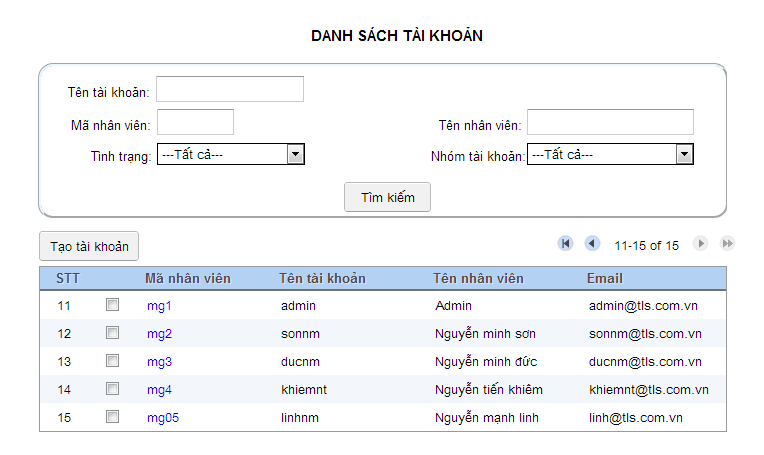 DANH SÁCH TÀI KHOẢN
Tên tài khoản:
Mã nhân viên: Tên nhân viên:
Tình trạng: ---Tất cả--- Nhóm tài khoản: ---Tất cả---
Tìm kiếm
Tạo tài khoản 11-15 of 15
STT Mã nhân viên Tên tài khoản Tên nhân viên Email
11 mg1 admin Admin admin@tls.com.vn
12 mg2 sonnm Nguyễn minh sơn sonnm@tls.com.vn
13 mg3 ducnm Nguyễn minh đức ducnm@tls.com.vn
14 mg4 khiemnt Nguyễn tiến khiêm khiemnt@tls.com.vn
15 mg05 linhnm Nguyễn mạnh linh linh@tls.com.vn